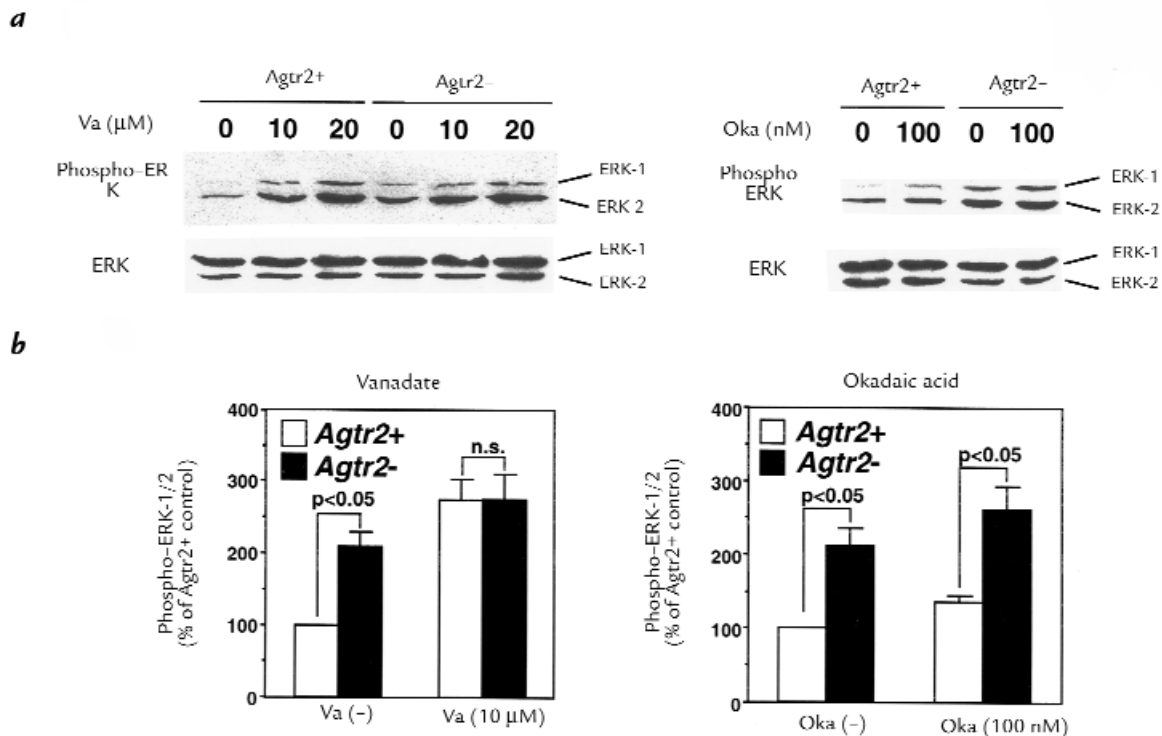 a
Agtr2+ Agtr2–
Va (µM) 0 10 20 0 10 20
Phospho–ER
K
ERK-1
ERK 2
ERK
ERK-1
ERK-2
Agtr2+ Agtr2–
Oka (nM) 0 100 0 100
Phospho
ERK
ERK-1
ERK-2
ERK
ERK-1
ERK-2
b
Vanadate
Phospho–ERK-1/2
(% of Agtr2+ control)
400
300
200
100
0
Agtr2+
Agtr2-
p<0.05
n.s.
Va (–) Va (10 µM)
Okadaic acid
Phospho–ERK-1/2
(% of Agtr2+ control)
400
300
200
100
0
Agtr2+
Agtr2-
p<0.05
p<0.05
Oka (–) Oka (100 nM)